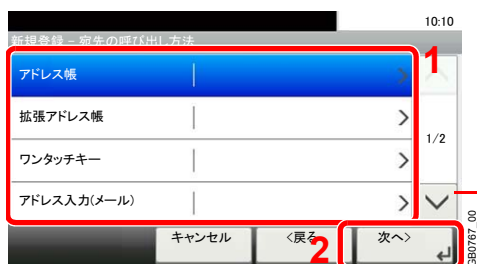 10:10
新規登録 - 宛先の呼び出し方法
1
アドレス帳
拡張アドレス帳
1/2
ワンタッチキー
アドレス入力(メール)
キャンセル
<戻る
2
次へ>
GB0767_00